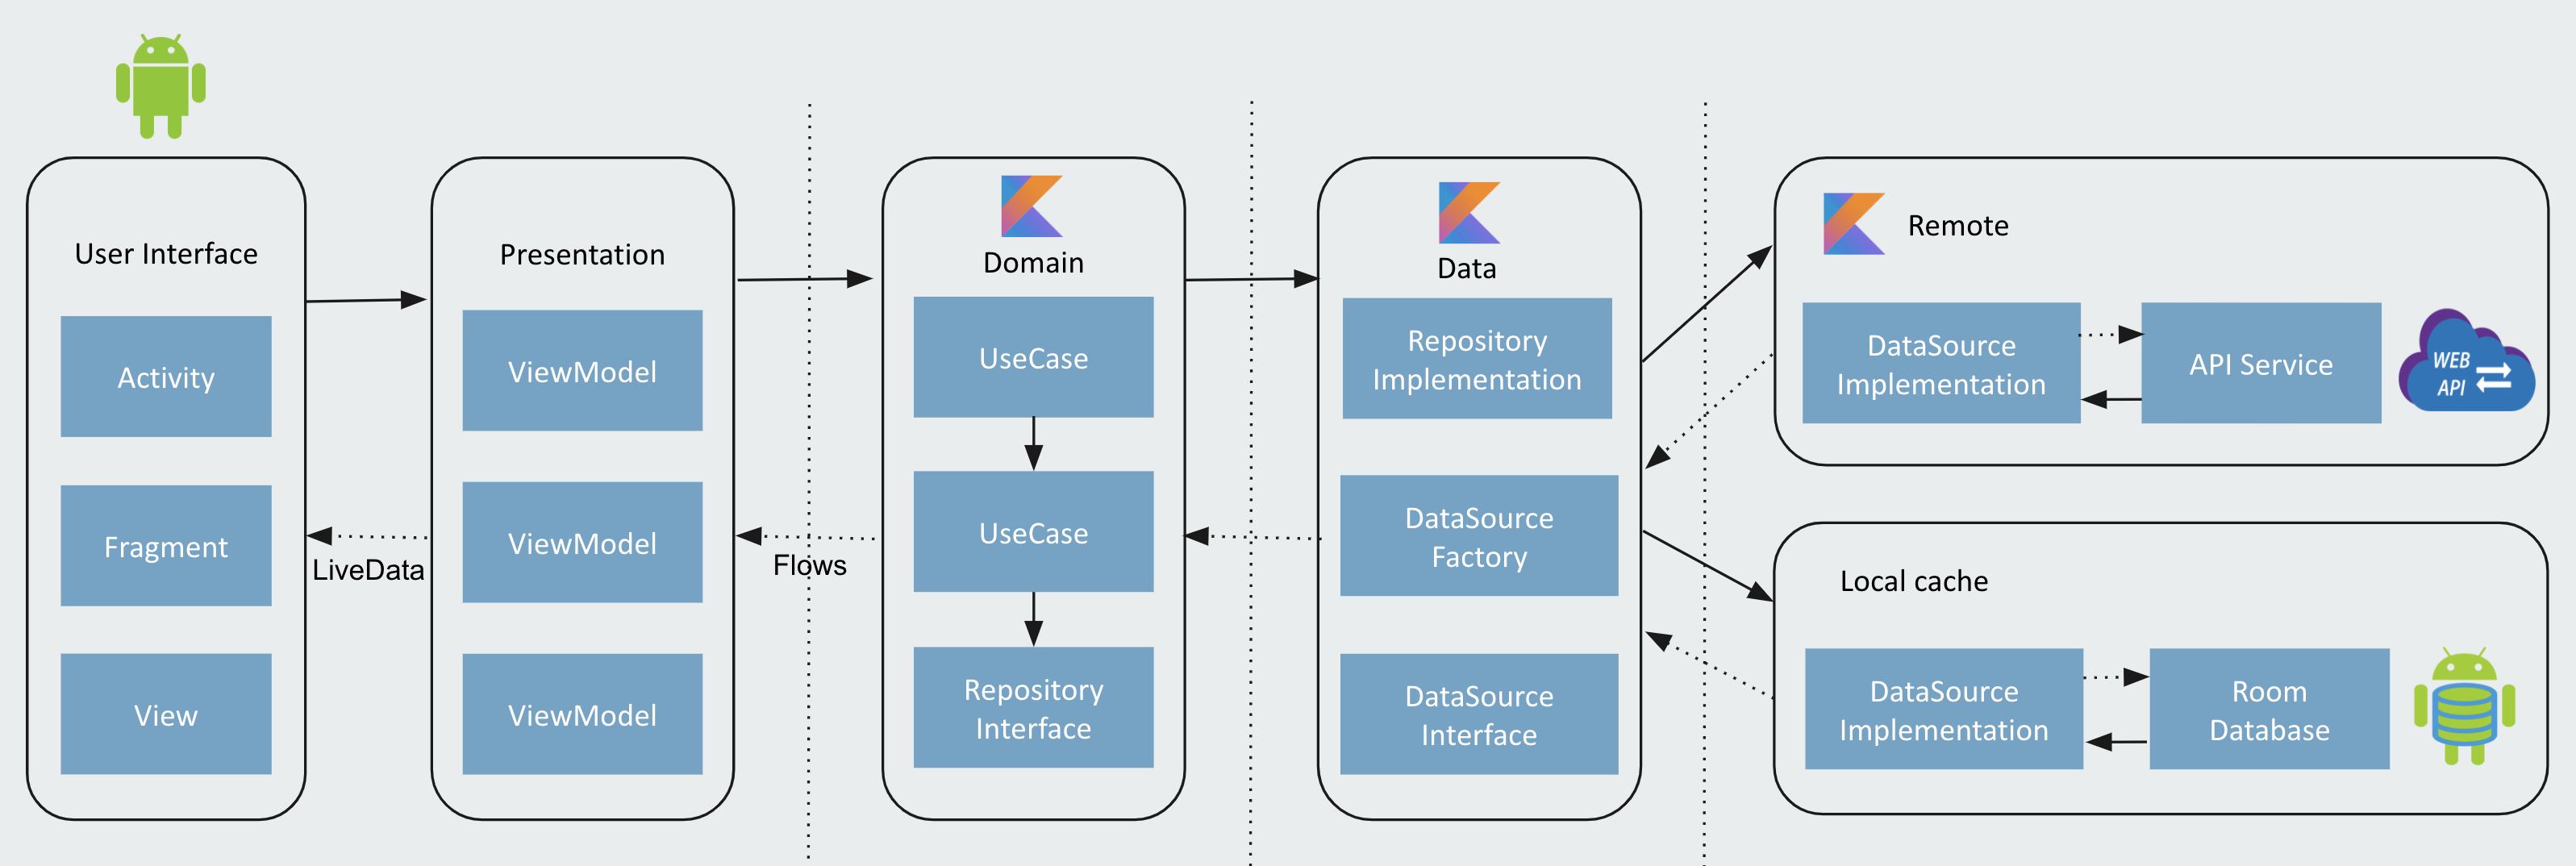 User Interface
Activity
Fragment
View
LiveData
Presentation
ViewModel
ViewModel
ViewModel
Flows
Domain
UseCase
UseCase
Repository
Interface
Data
Repository
Implementation
DataSource
Factory
DataSource
Interface
Remote
DataSource
Implementation
API Service
WEB
API
Local cache
DataSource
Implementation
Room
Database